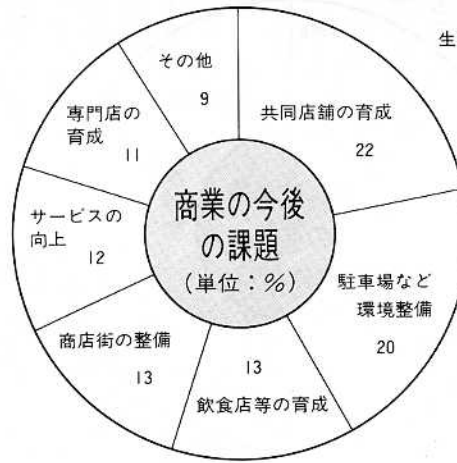 生
その他
9
専門店の
育成
11
サービスの
向上
12
商店街の整備
13
13
飲食店等の育成
駐車場など
環境整備
20
共同店舗の育成
22
商業の今後
の課題
(単位:%)